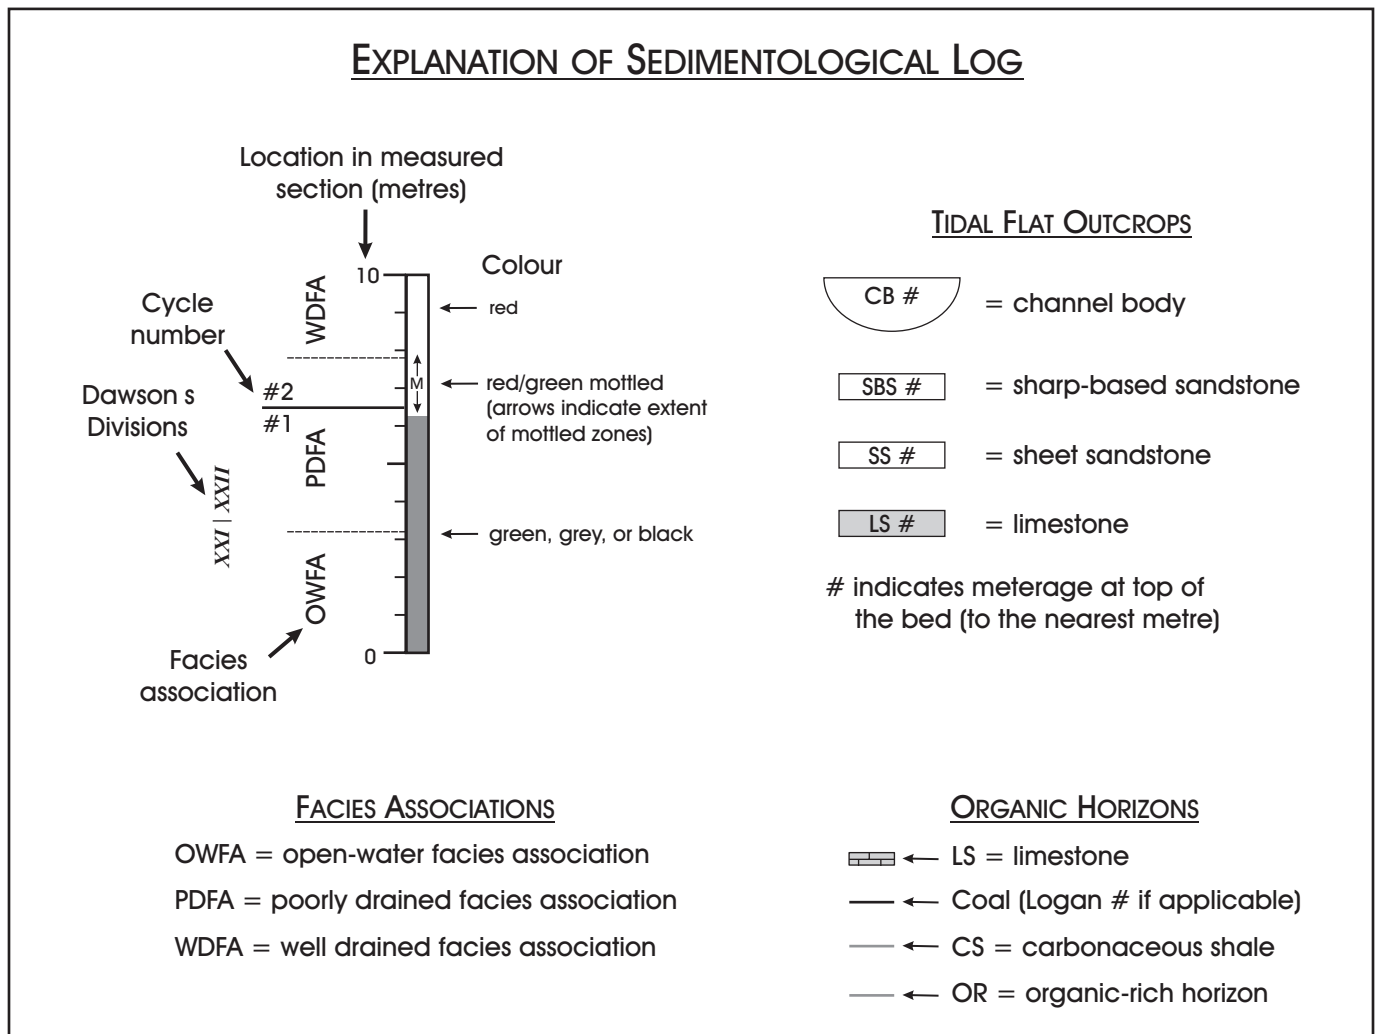 EXPLANATION OF SEDIMENTOLOGICAL LOG
Location in measured
section (metres)
10
Colour
WDFA
red
Cycle
number
M
red/green mottled
(arrows indicate extent
of mottled zones)
#2
#1
Dawson s
Divisions
PDFA
XXI | XXII
green, grey, or black
OWFA
0
Facies
association
TIDAL FLAT OUTCROPS
CB # = channel body
SBS # = sharp-based sandstone
SS # = sheet sandstone
LS # = limestone
# indicates meterage at top of
the bed (to the nearest metre)
FACIES ASSOCIATIONS
OWFA = open-water facies association
PDFA = poorly drained facies association
WDFA = well drained facies association
ORGANIC HORIZONS
LS = limestone
Coal (Logan # if applicable)
CS = carbonaceous shale
OR = organic-rich horizon